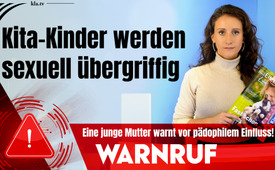 kla.tv
Kita-Kinder werden
sexuell übergriffig
Eine junge Mutter warnt vor pädophilem Einfluss!
WARNRUF